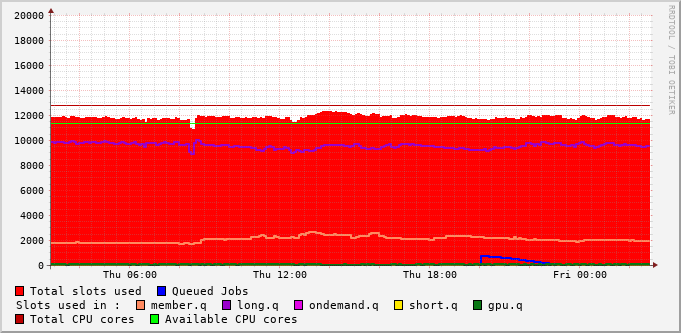 20000
18000
16000
14000
12000
10000
8000
6000
4000
2000
0
Thu 06:00 Thu 12:00 Thu 18:00 Fri 00:00
RRDTOOL / TOBI OETIKER
Total slots used Queued Jobs
Slots used in : member.q long.q ondemand.q short.q gpu.q
Total CPU cores Available CPU cores